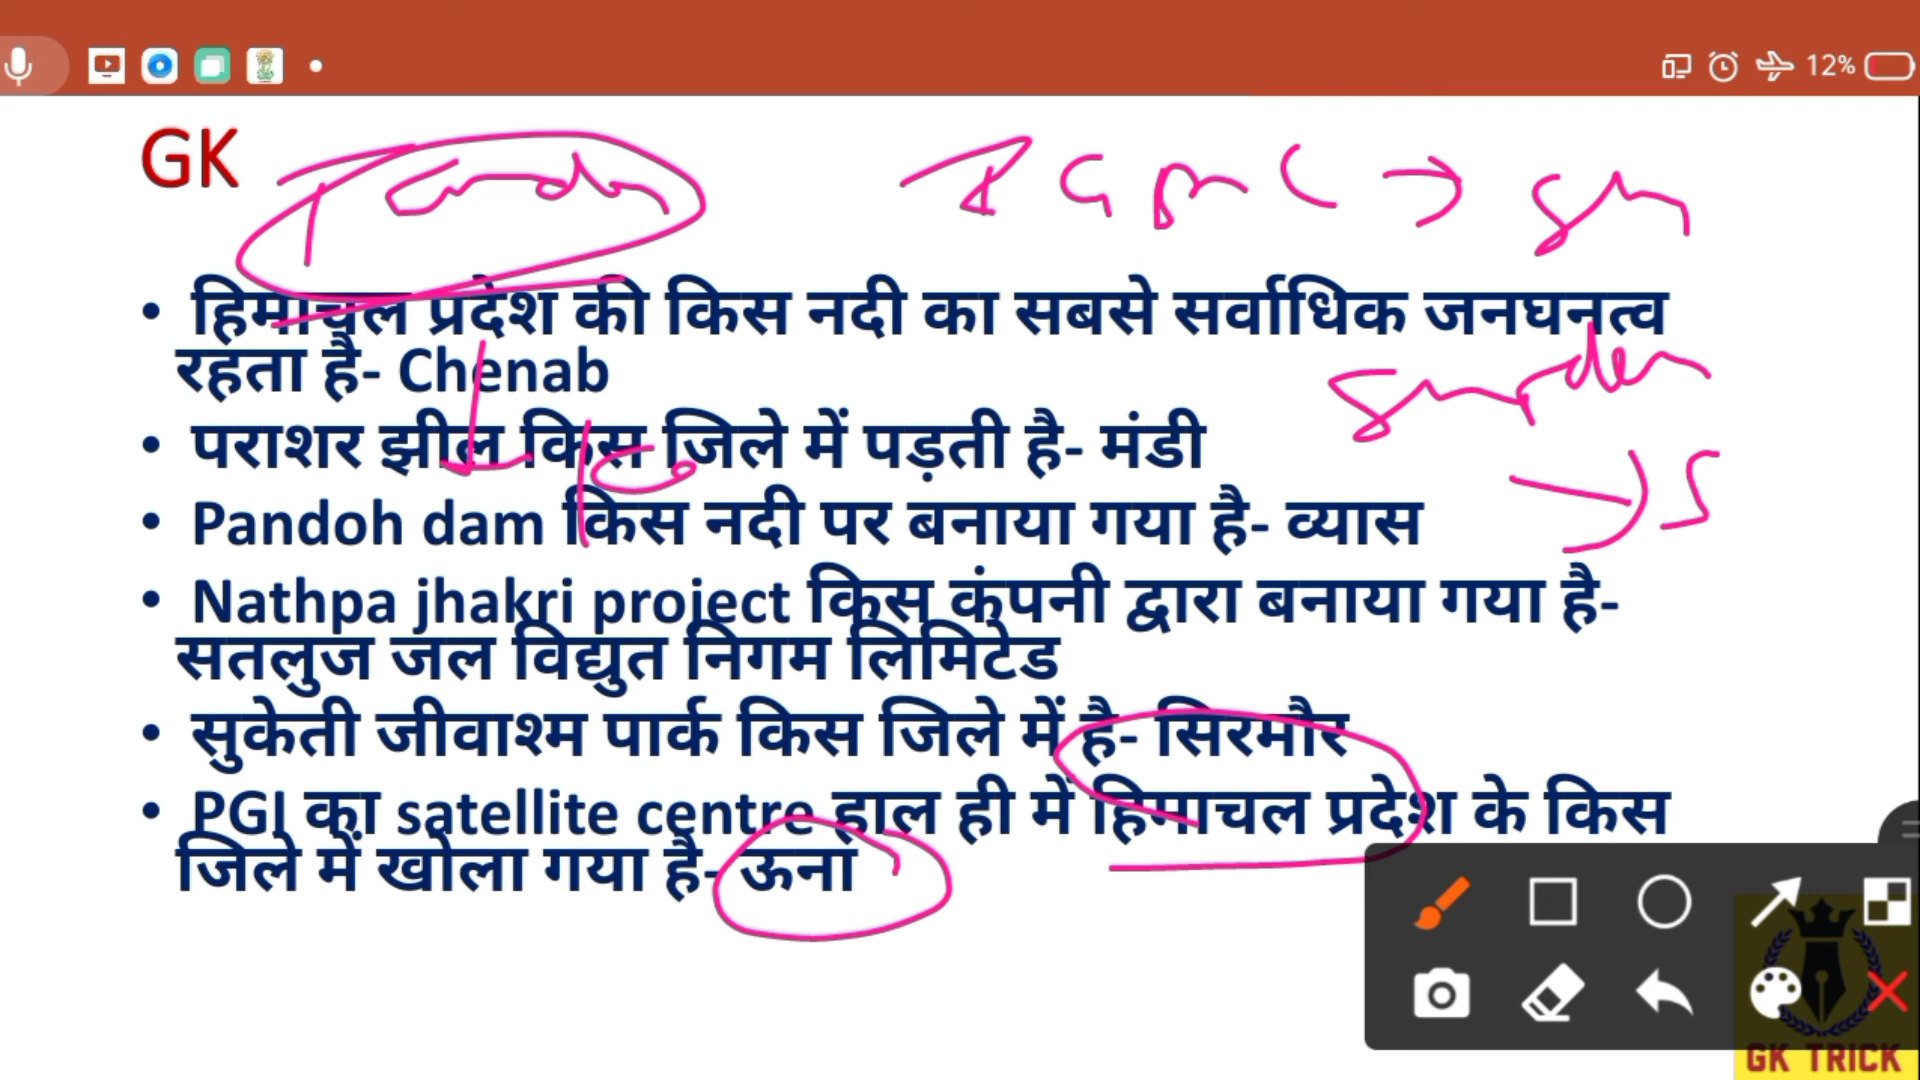 12%
GK
• हिमाचल प्रदेश की किस नदी का सबसे सर्वाधिक जनघनत्व
रहता है- Chenab
• पराशर झील किस जिले में पड़ती है- मंडी
• Pandoh dam किस नदी पर बनाया गया है- व्यास
• Nathpa jhakri project किस कंपनी द्वारा बनाया गया है-
सतलुज जल विद्युत निगम लिमिटेड
• सुकेती जीवाश्म पार्क किस जिले में है- सिरमौर
• PGI का satellite centre हाल ही में हिमाचल प्रदेश के किस
जिले में खोला गया है- ऊना
GK TRICK